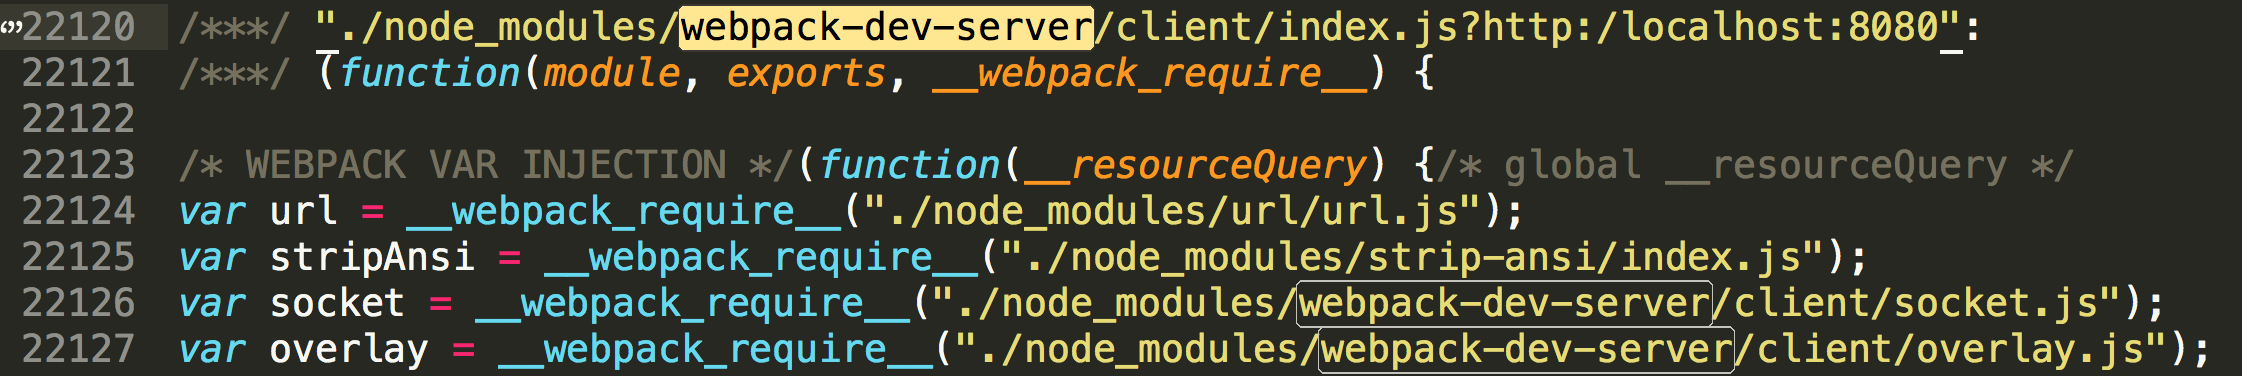 22120 /***/ "./node_modules/webpack-dev-server/client/index.js?http:/localhost:8080":
22121 /***/ (function(module, exports, __webpack_require__) {
22122
22123 /* WEBPACK VAR INJECTION */(function(__resourceQuery) {/* global __resourceQuery */
22124 var url = __webpack_require__("./node_modules/url/url.js");
22125 var stripAnsi = __webpack_require__("./node_modules/strip-ansi/index.js");
22126 var socket = __webpack_require__("./node_modules/webpack-dev-server/client/socket.js");
22127 var overlay = __webpack_require__("./node_modules/webpack-dev-server/client/overlay.js");